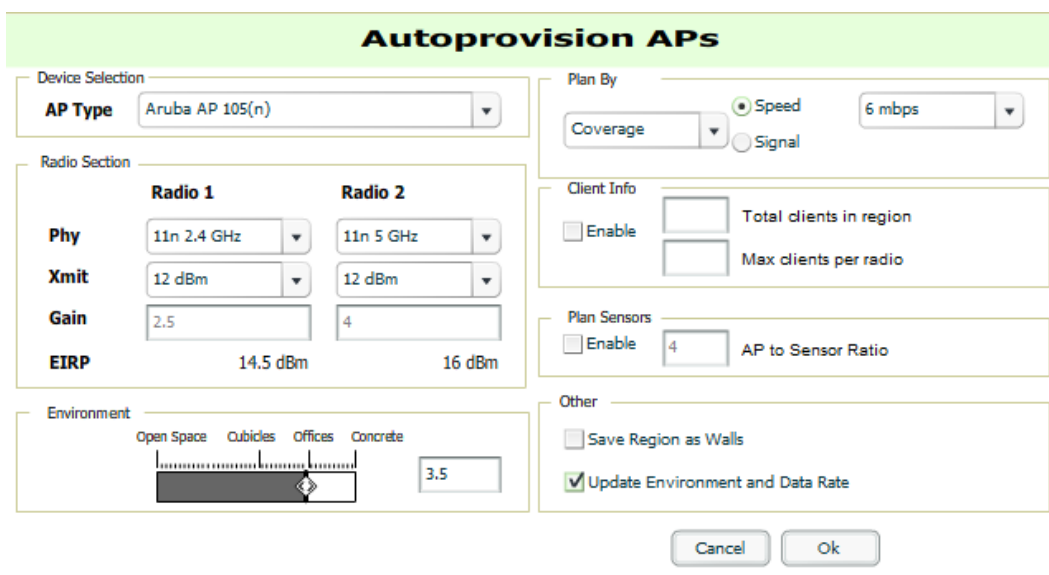 Autoprovision APs
Device Selection
AP Type Aruba AP 105(n)
Radio Section
Radio 1 Radio 2
Phy 11n 2.4 GHz 11n 5 GHz
Xmit 12 dBm 12 dBm
Gain 2.5 4
EIRP 14.5 dBm 16 dBm
Environment
Open Space Cubicles Offices Concrete
3.5
Plan By
Coverage Speed 6 mbps
Signal
Client Info
Enable Total clients in region
Max clients per radio
Plan Sensors
Enable 4 AP to Sensor Ratio
Other
Save Region as Walls
Update Environment and Data Rate
Cancel Ok